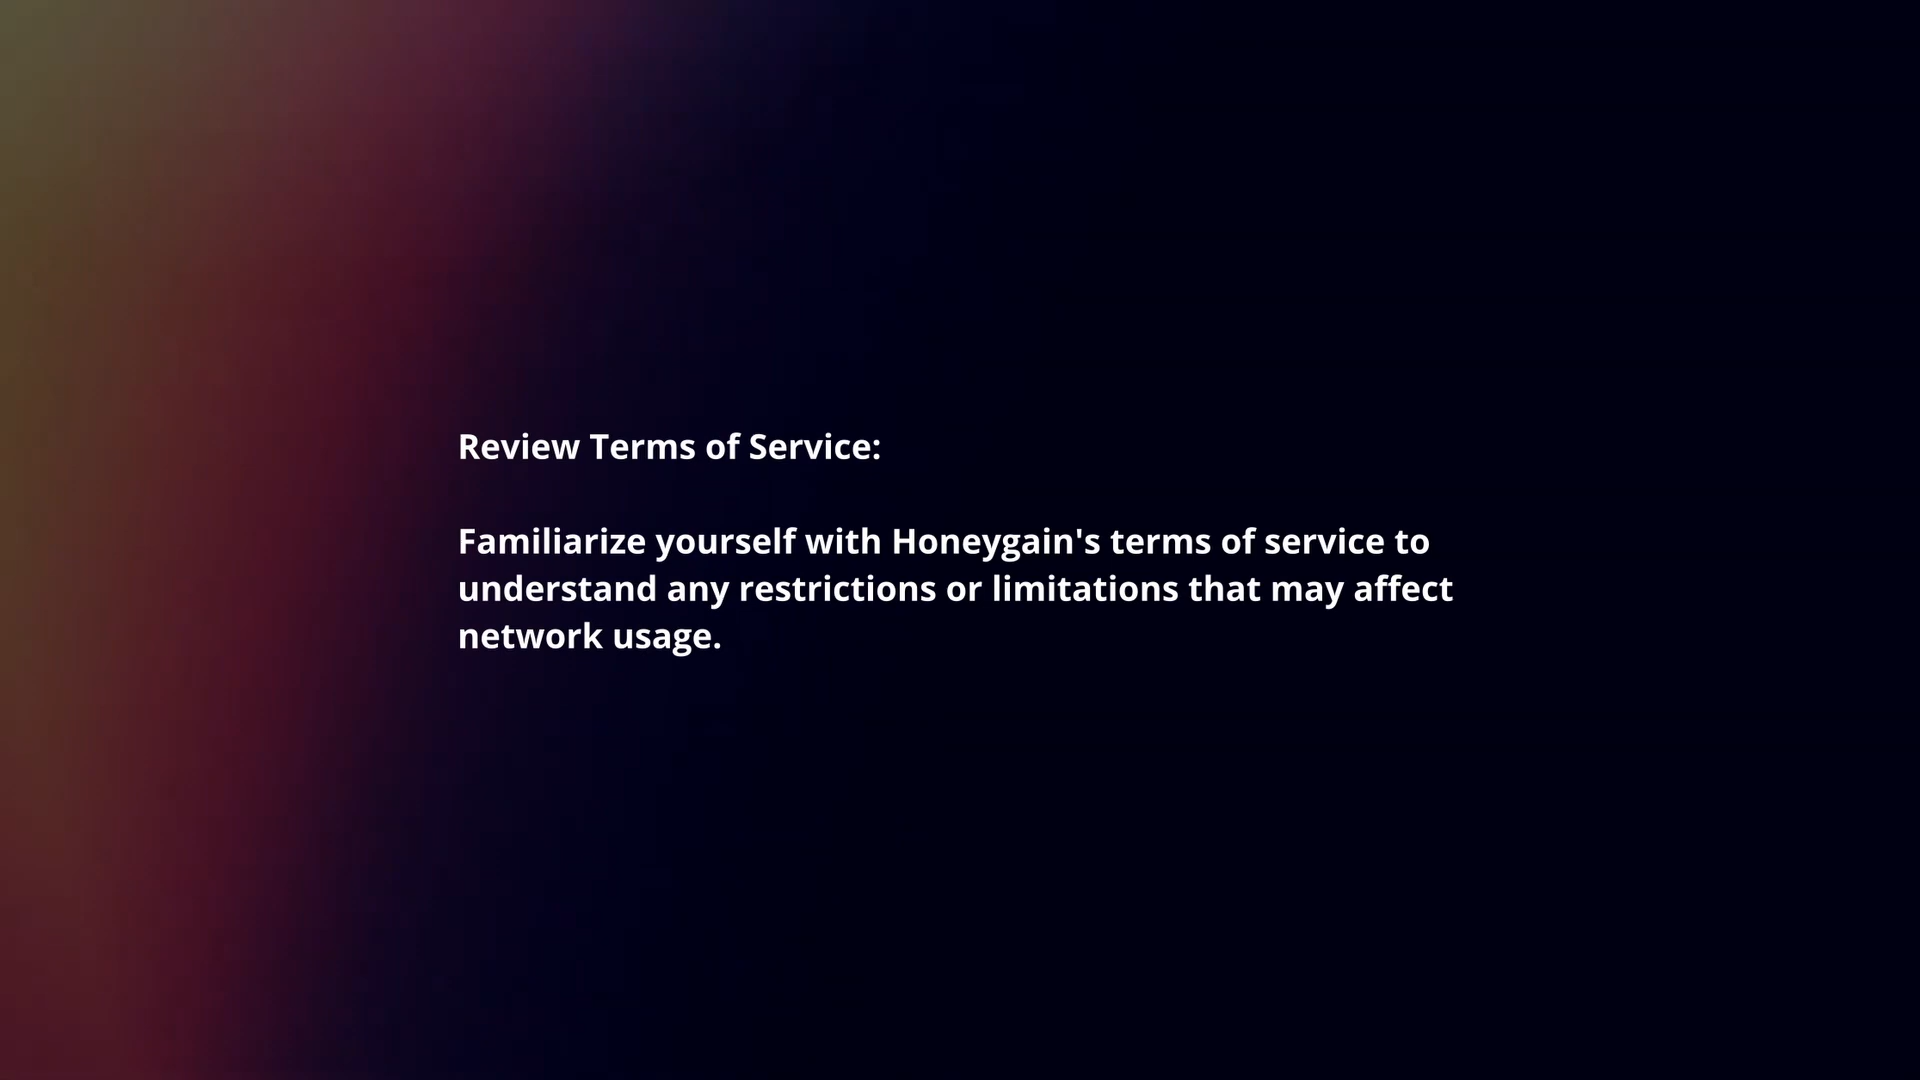 Review Terms of Service:
Familiarize yourself with Honeygain's terms of service to
understand any restrictions or limitations that may affect
network usage.